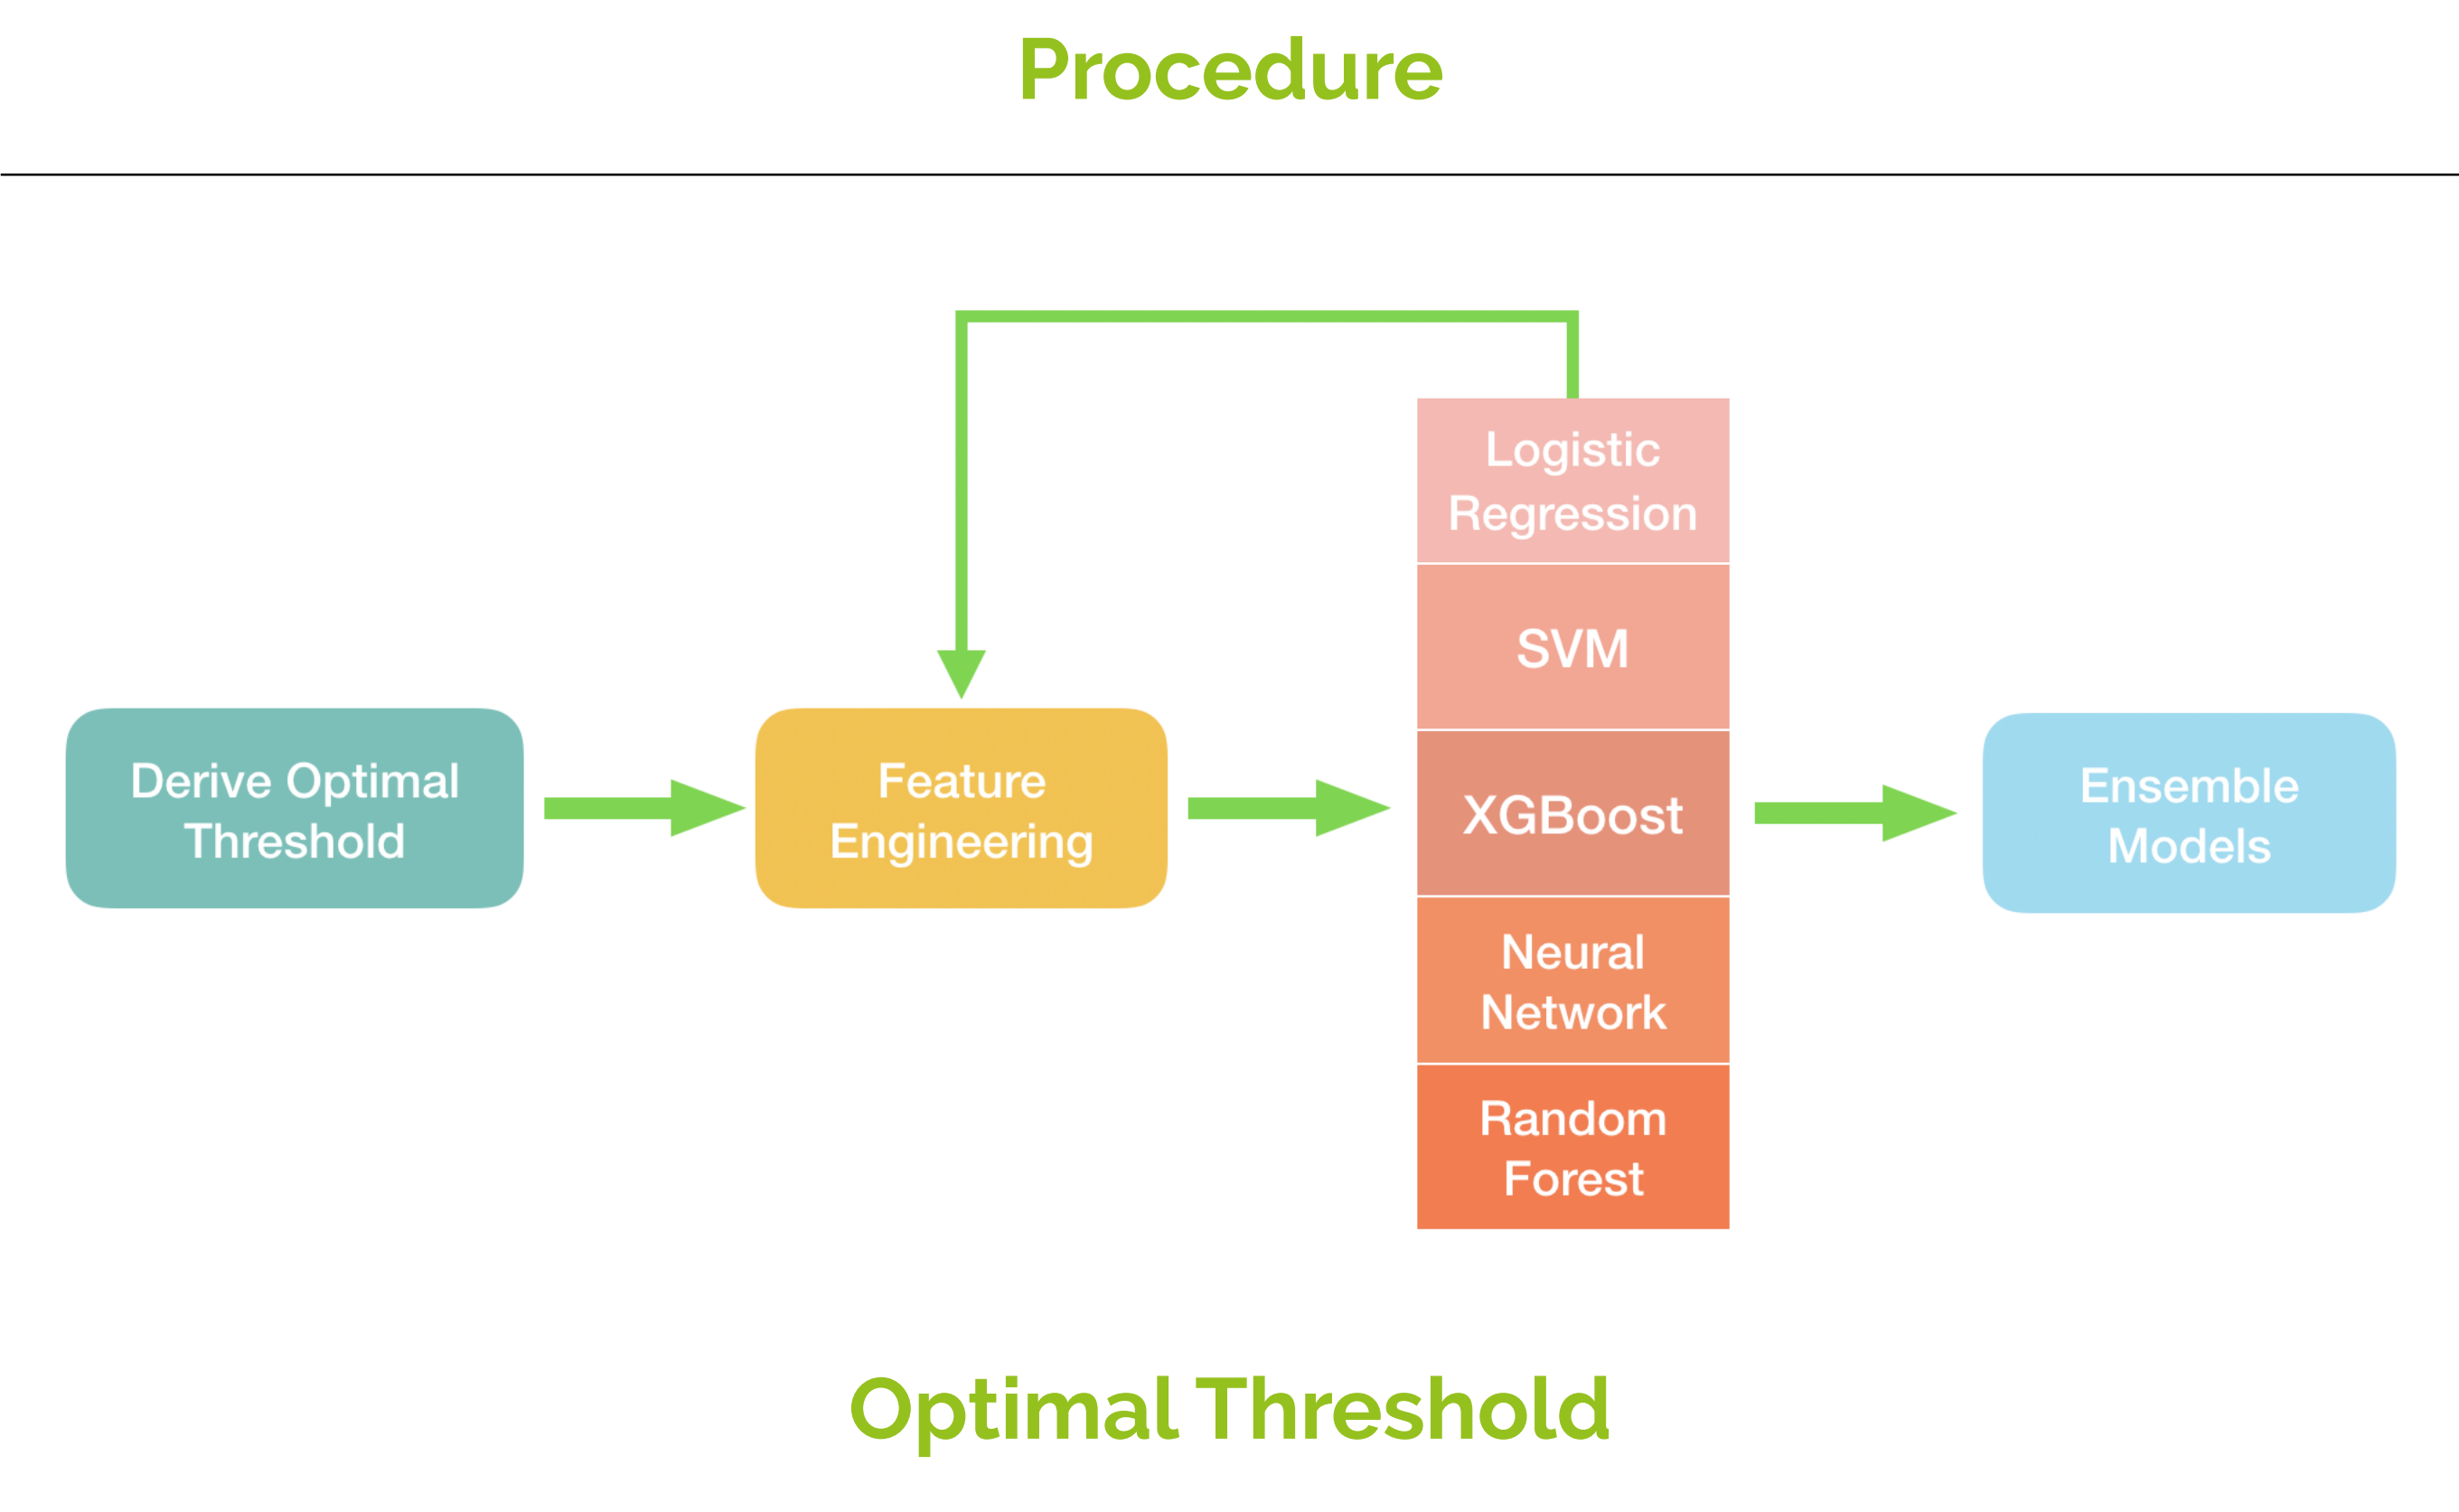 Procedure
Derive Optimal
Threshold
Feature
Engineering
Logistic
Regression
SVM
XGBoost
Neural
Network
Random
Forest
Ensemble
Models
Optimal Threshold